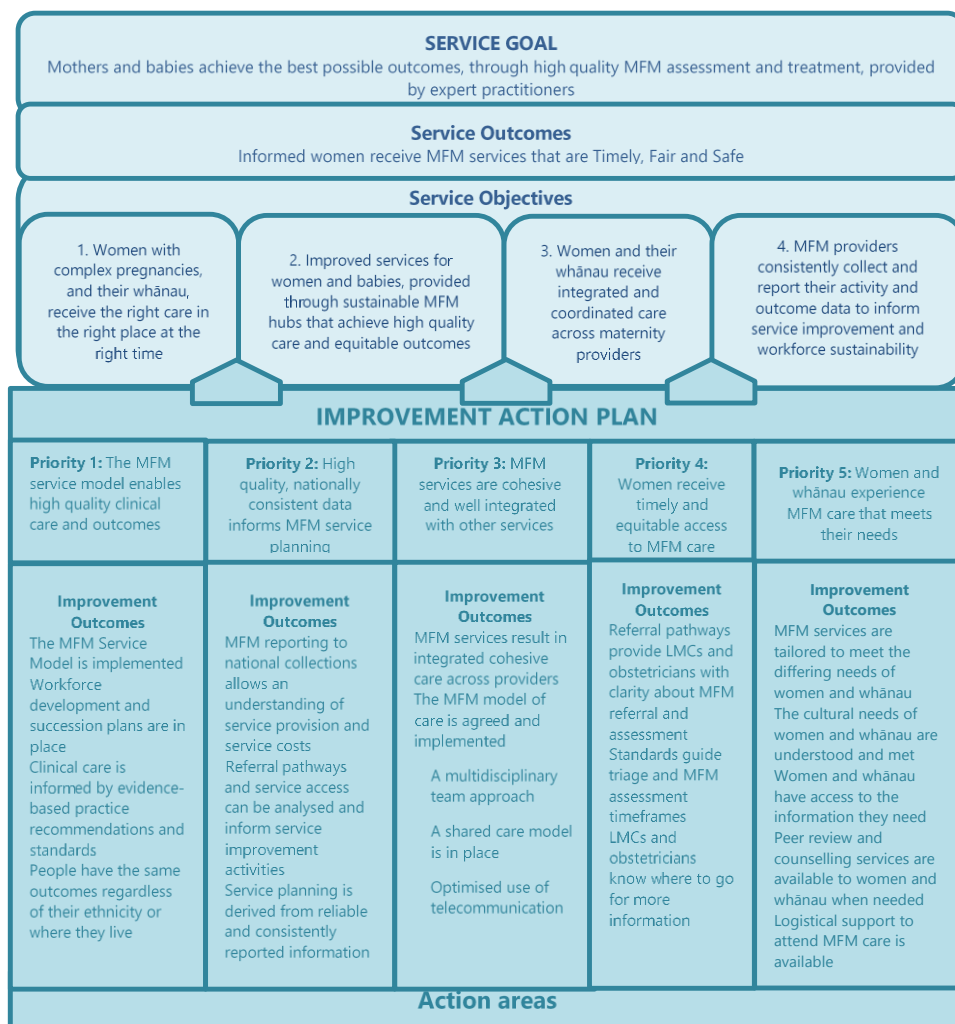 SERVICE GOAL
Mothers and babies achieve the best possible outcomes, through high quality MFM assessment and treatment, provided
by expert practitioners
Service Outcomes
Informed women receive MFM services that are Timely, Fair and Safe
Service Objectives
1. Women with
complex pregnancies,
and their whānau,
receive the right care in
the right place at the
right time
2. Improved services for
women and babies, provided
through sustainable MFM
hubs that achieve high quality
care and equitable outcomes
3. Women and their
whānau receive
integrated and
coordinated care
across maternity
providers
4. MFM providers
consistently collect and
report their activity and
outcome data to inform
service improvement and
workforce sustainability
IMPROVEMENT ACTION PLAN
Priority 1: The MFM
service model enables
high quality clinical
care and outcomes
Priority 2: High
quality, nationally
consistent data
informs MFM service
planning
Priority 3: MFM
services are cohesive
and well integrated
with other services
Priority 4:
Women receive
timely and
equitable access
to MFM care
Priority 5: Women and
whānau experience
MFM care that meets
their needs
Improvement
Outcomes
The MFM Service
Model is implemented
Workforce
development and
succession plans are in
place
Clinical care is
informed by evidence-
based practice
recommendations and
standards
People have the same
outcomes regardless
of their ethnicity or
where they live
Improvement
Outcomes
MFM reporting to
national collections
allows an
understanding of
service provision and
service costs
Referral pathways
and service access
can be analysed and
inform service
improvement
activities
Service planning is
derived from reliable
and consistently
reported information
Improvement
Outcomes
MFM services result in
integrated cohesive
care across providers
The MFM model of
care is agreed and
implemented
A multidisciplinary
team approach
A shared care model
is in place
Optimised use of
telecommunication
Improvement
Outcomes
Referral pathways
provide LMCs and
obstetricians with
clarity about MFM
referral and
assessment
Standards guide
triage and MFM
assessment
timeframes
LMCs and
obstetricians
know where to go
for more
information
Improvement
Outcomes
MFM services are
tailored to meet the
differing needs of
women and whānau
The cultural needs of
women and whānau are
understood and met
Women and whānau
have access to the
information they need
Peer review and
counselling services are
available to women and
whānau when needed
Logistical support to
attend MFM care is
available
Action areas